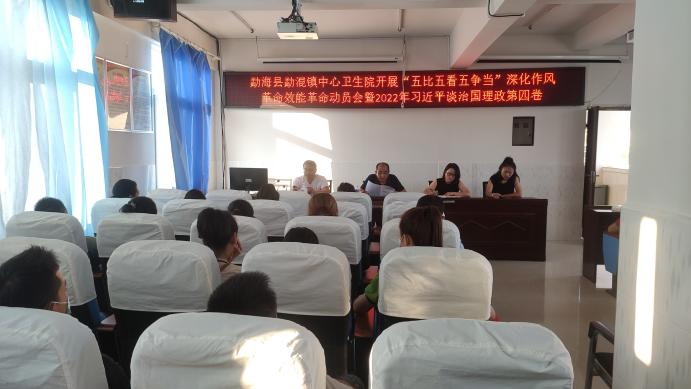 勐海县勐混镇中心卫生院开展“五比五看五争当”深化作风
革命效能革命动员会暨2022年习近平谈治国理政第四卷